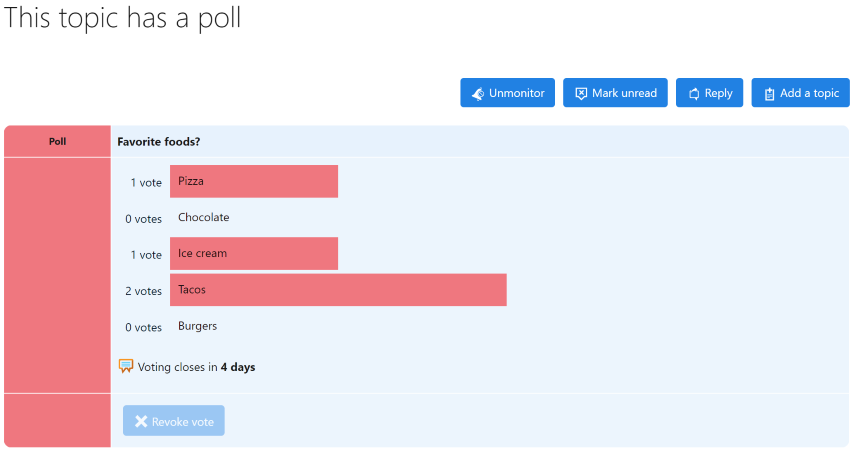 This topic has a poll
Unmonitor Mark unread Reply Add a topic
Poll Favorite foods?
1 vote Pizza
0 votes Chocolate
1 vote Ice cream
2 votes Tacos
0 votes Burgers
Voting closes in 4 days
Revoke vote